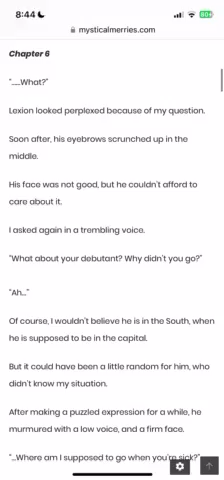 8:44
80+
mysticalmerries.com
Chapter 6
"......What?"
Lexion looked perplexed because of my question.
Soon after, his eyebrows scrunched up in the
middle.
His face was not good, but he couldn't afford to
care about it.
I asked again in a trembling voice.
"What about your debutant? Why didn't you go?"
"Ah..."
Of course, I wouldn't believe he is in the South, when
he is supposed to be in the capital.
But it could have been a little random for him, who
didn't know my situation.
After making a puzzled expression for a while, he
murmured with a low voice, and a firm face.
"...Where am I supposed to go when you're sick?"